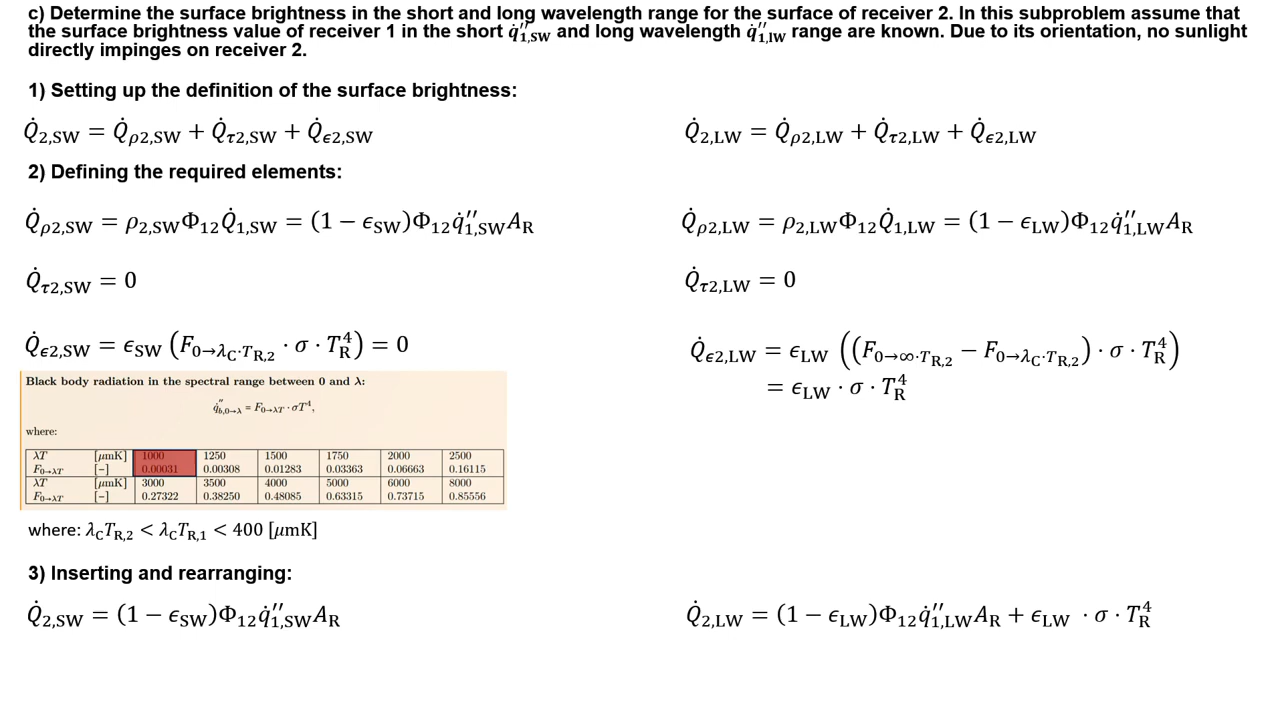 c) Determine the surface brightness in the short and long wavelength range for the surface of receiver 2. In this subproblem assume that
the surface brightness value of receiver 1 in the short q̇″₁,SW and long wavelength q̇″₁,lW range are known. Due to its orientation, no sunlight
directly impinges on receiver 2.
1) Setting up the definition of the surface brightness:
Q̇₂,SW = Q̇ρ2,SW + Q̇τ2,SW + Q̇ϵ2,SW
Q̇₂,LW = Q̇ρ2,LW + Q̇τ2,LW + Q̇ϵ2,LW
2) Defining the required elements:
Q̇ρ2,SW = ρ₂,SWΦ₁₂Q̇₁,SW = (1 − ϵSW)Φ₁₂q̇″₁,SWAR
Q̇ρ2,LW = ρ₂,LWΦ₁₂Q̇₁,LW = (1 − ϵLW)Φ₁₂q̇″₁,LWAR
Q̇τ2,SW = 0
Q̇τ2,LW = 0
Q̇ϵ2,SW = ϵSW (F₀→λC·TR,2 · σ · TR⁴) = 0
Q̇ϵ2,LW = ϵLW ((F₀→∞·TR,2 − F₀→λC·TR,2) · σ · TR⁴)
= ϵLW · σ · TR⁴
Black body radiation in the spectral range between 0 and λ:
q̇″b,0→λ = F₀→λT · σT⁴,
where:
λT [μmK] 1000 1250 1500 1750 2000 2500
F₀→λT [-] 0.00031 0.00308 0.01283 0.03363 0.06663 0.16115
λT [μmK] 3000 3500 4000 5000 6000 8000
F₀→λT [-] 0.27322 0.38250 0.48085 0.63315 0.73715 0.85556
where: λCTR,2 < λCTR,1 < 400 [μmK]
3) Inserting and rearranging:
Q̇₂,SW = (1 − ϵSW)Φ₁₂q̇″₁,SWAR
Q̇₂,LW = (1 − ϵLW)Φ₁₂q̇″₁,LWAR + ϵLW · σ · TR⁴